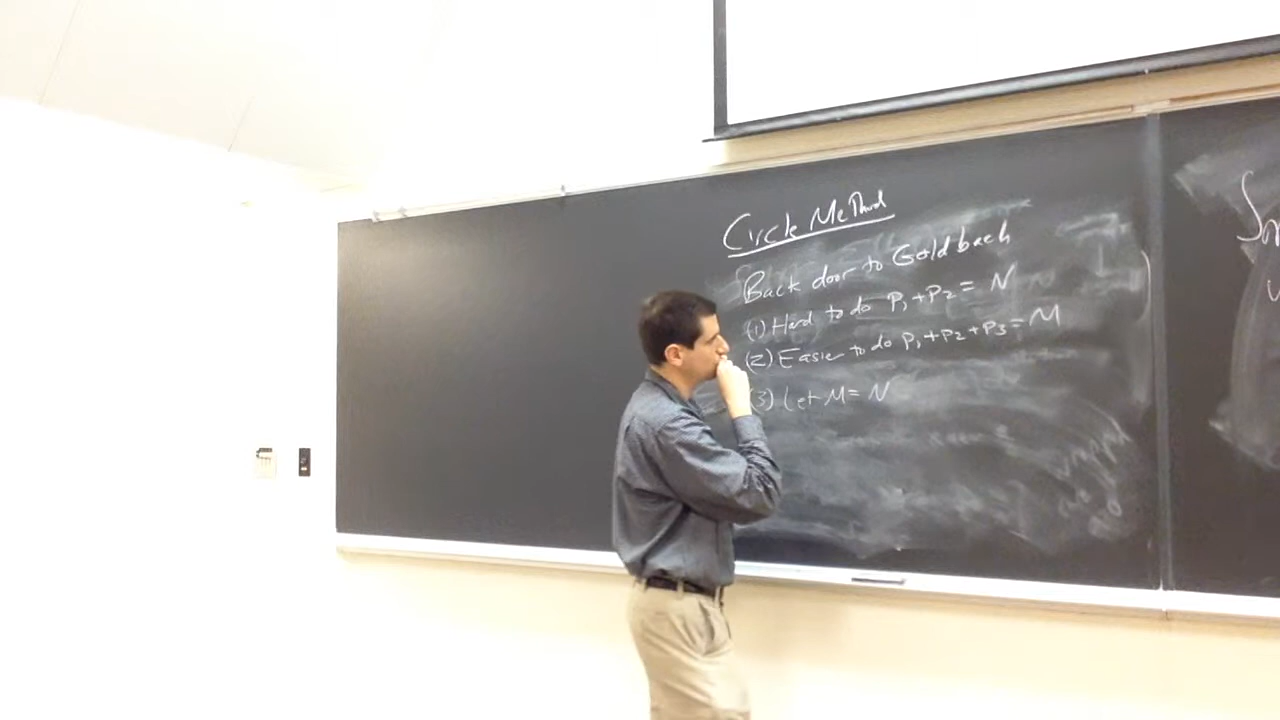 Circle Method
Back door to Goldbach
(1) Hard to do P₁+P₂ = N
(2) Easier to do P₁+P₂+P₃ = M
(3) Let M = N